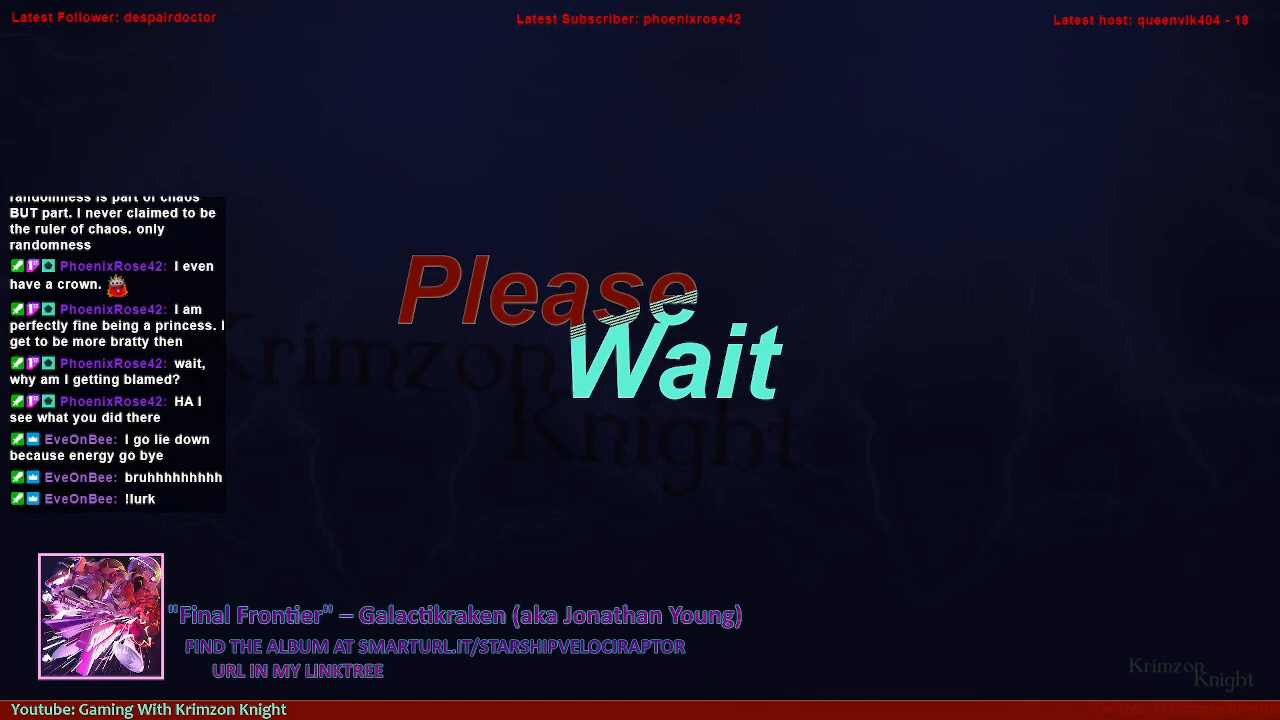 Latest Follower: despairdoctor
Latest Subscriber: phoenixrose42
Latest host: queenvik404 - 18
randomness is part of chaos
BUT part. I never claimed to be
the ruler of chaos. only
randomness
PhoenixRose42: I even
have a crown.
PhoenixRose42: I am
perfectly fine being a princess. I
get to be more bratty then
PhoenixRose42: wait,
why am I getting blamed?
PhoenixRose42: HA I
see what you did there
EveOnBee: I go lie down
because energy go bye
EveOnBee: bruhhhhhhhhh
EveOnBee: !lurk
Please
Wait
Krimzon
Knight
"Final Frontier" – Galactikraken (aka Jonathan Young)
FIND THE ALBUM AT SMARTURL.IT/STARSHIPVELOCIRAPTOR
URL IN MY LINKTREE
Krimzon
Knight
Youtube: Gaming With Krimzon Knight